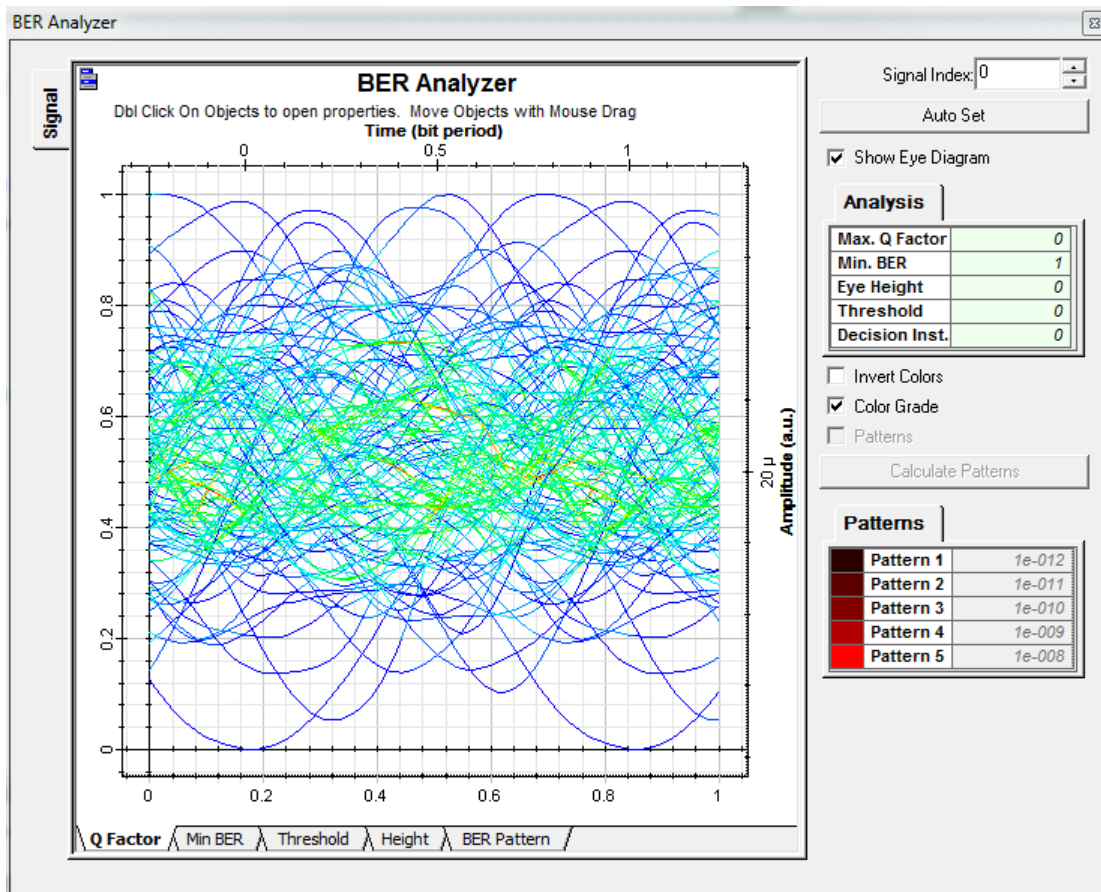 BER Analyzer
Signal
BER Analyzer
Dbl Click On Objects to open properties.  Move Objects with Mouse Drag
Time (bit period)
0 0.5 1
1
0.8
0.6
0.4
0.2
0
0 0.2 0.4 0.6 0.8 1
20 µ
Amplitude (a.u.)
Q Factor Min BER Threshold Height BER Pattern
Signal Index: 0
Auto Set
Show Eye Diagram
Analysis
Max. Q Factor 0
Min. BER 1
Eye Height 0
Threshold 0
Decision Inst. 0
Invert Colors
Color Grade
Patterns
Calculate Patterns
Patterns
Pattern 1 1e-012
Pattern 2 1e-011
Pattern 3 1e-010
Pattern 4 1e-009
Pattern 5 1e-008